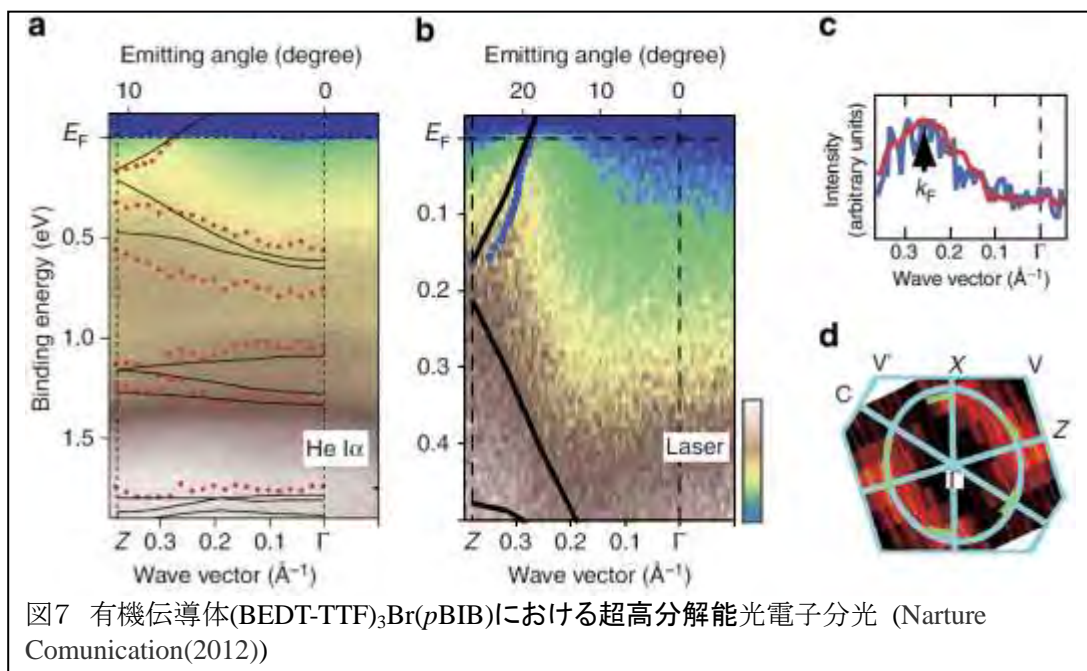 a
Emitting angle (degree)
10 0
E_F
0.5
1.0
1.5
Binding energy (eV)
He Iα
Z 0.3 0.2 0.1 Γ
Wave vector (Å⁻¹)
b
Emitting angle (degree)
20 10 0
E_F
0.1
0.2
0.3
0.4
Laser
Z 0.3 0.2 0.1 Γ
Wave vector (Å⁻¹)
c
Intensity
(arbitrary units)
k_F
0.3 0.2 0.1 Γ
Wave vector (Å⁻¹)
d
V' X V
C
Z
Γ
図7 有機伝導体(BEDT-TTF)₃Br(pBIB)における超高分解能光電子分光 (Narture
Comunication(2012))